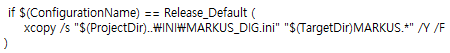 if $(ConfigurationName) == Release_Default (
xcopy /s "$(ProjectDir)..₩INI₩MARKUS_DIG.ini" "$(TargetDir)MARKUS.*" /Y /F
)